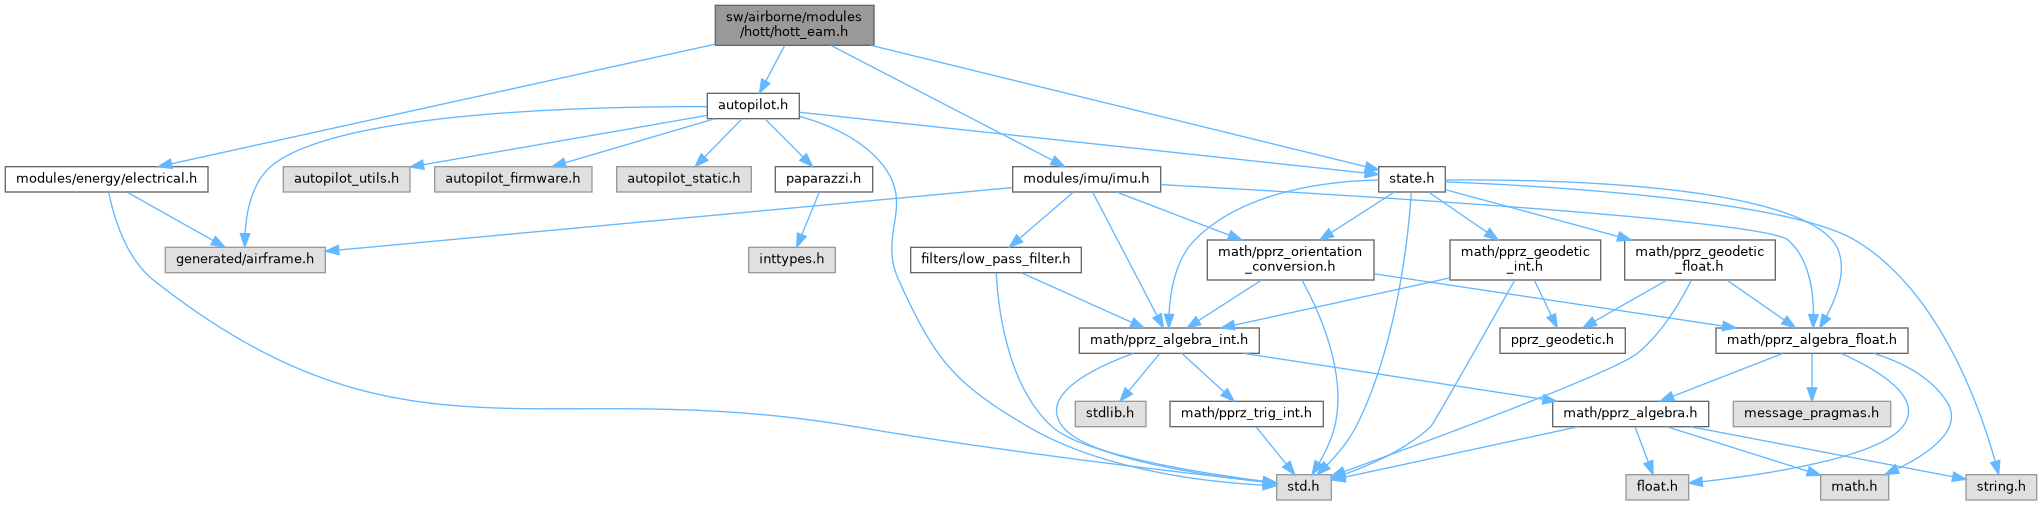 sw/airborne/modules
/hott/hott_eam.h
autopilot.h
modules/energy/electrical.h
autopilot_utils.h
autopilot_firmware.h
autopilot_static.h
paparazzi.h
modules/imu/imu.h
state.h
generated/airframe.h
inttypes.h
filters/low_pass_filter.h
math/pprz_orientation
_conversion.h
math/pprz_geodetic
_int.h
math/pprz_geodetic
_float.h
math/pprz_algebra_int.h
pprz_geodetic.h
math/pprz_algebra_float.h
stdlib.h
math/pprz_trig_int.h
math/pprz_algebra.h
message_pragmas.h
std.h
float.h
math.h
string.h